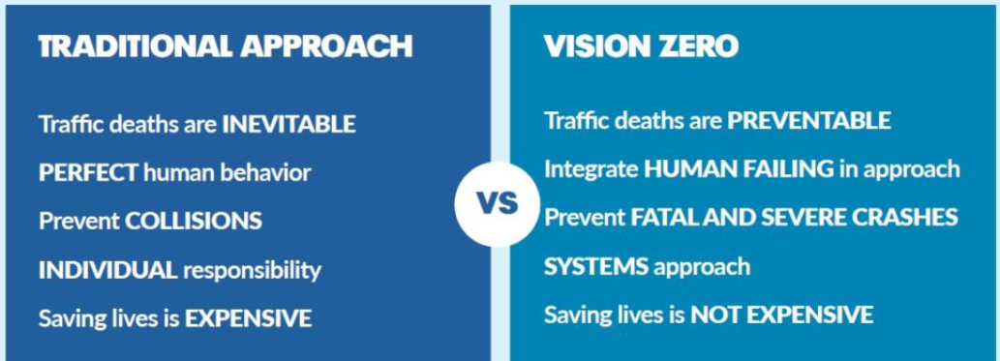 TRADITIONAL APPROACH
Traffic deaths are INEVITABLE
PERFECT human behavior
Prevent COLLISIONS
INDIVIDUAL responsibility
Saving lives is EXPENSIVE
VS
VISION ZERO
Traffic deaths are PREVENTABLE
Integrate HUMAN FAILING in approach
Prevent FATAL AND SEVERE CRASHES
SYSTEMS approach
Saving lives is NOT EXPENSIVE